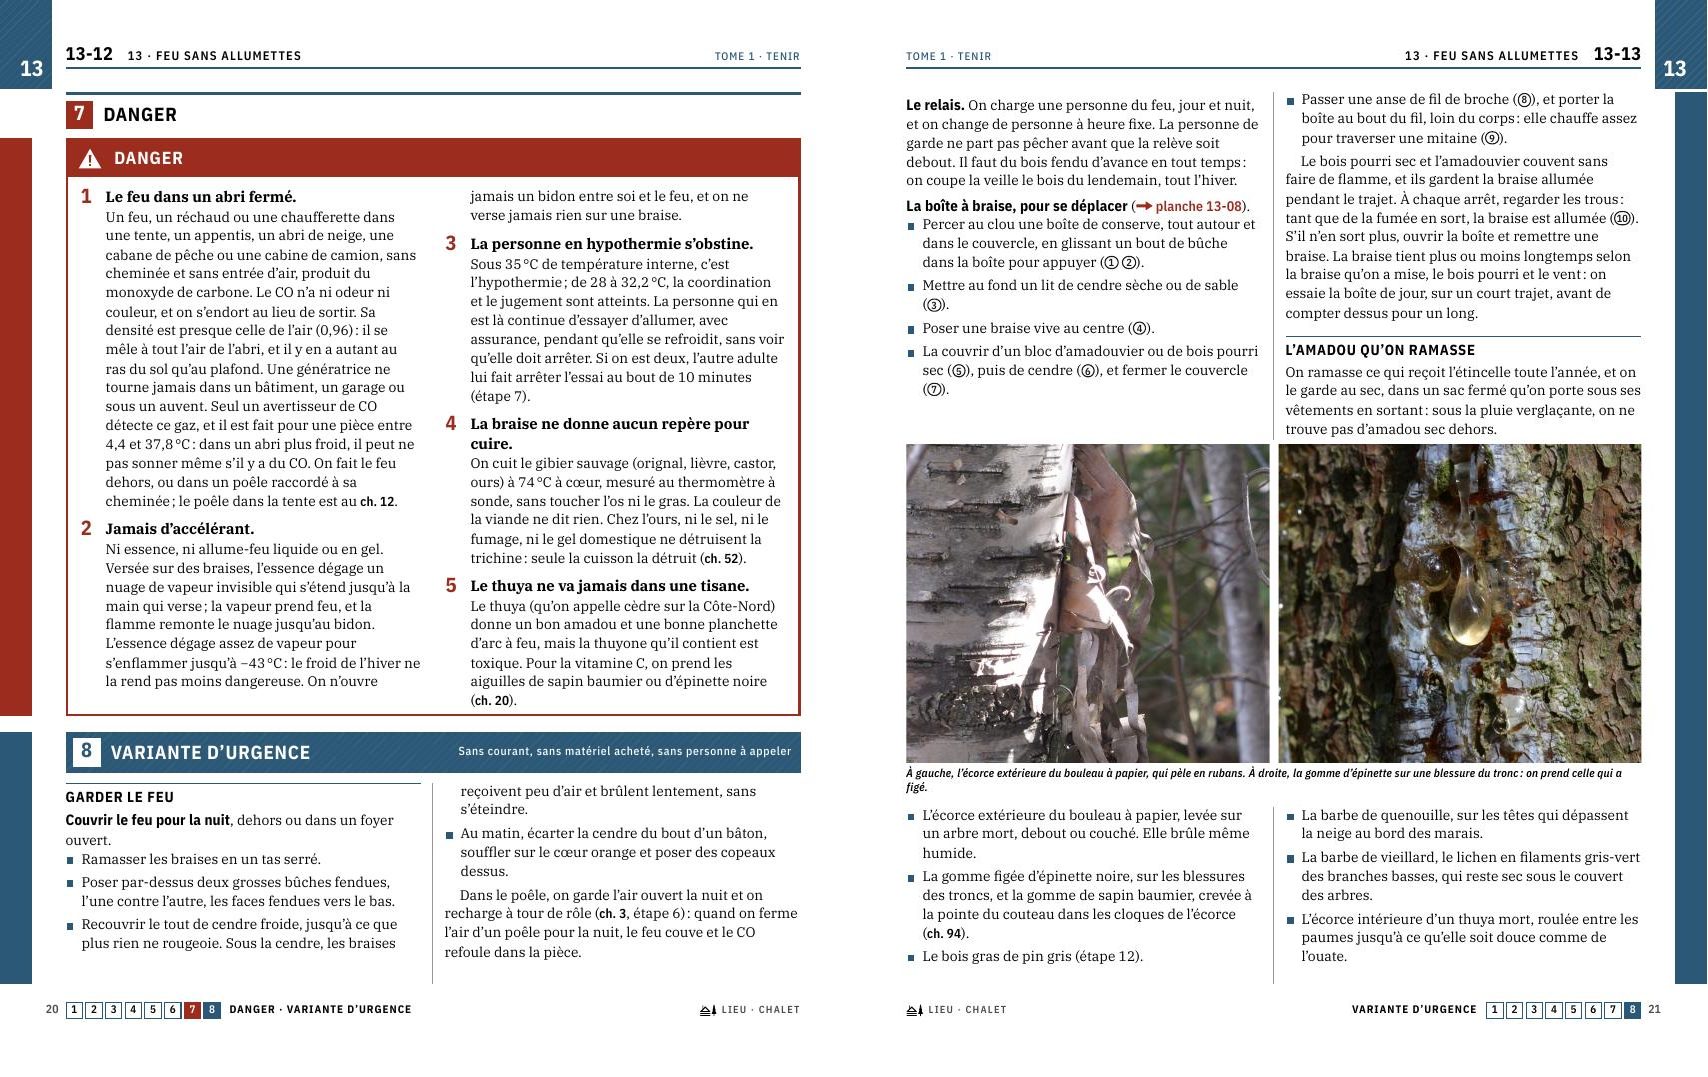 13
13-12 13 · FEU SANS ALLUMETTES
TOME 1 · TENIR
7 DANGER
DANGER
1 Le feu dans un abri fermé.
Un feu, un réchaud ou une chaufferette dans
une tente, un appentis, un abri de neige, une
cabane de pêche ou une cabine de camion, sans
cheminée et sans entrée d’air, produit du
monoxyde de carbone. Le CO n’a ni odeur ni
couleur, et on s’endort au lieu de sortir. Sa
densité est presque celle de l’air (0,96) : il se
mêle à tout l’air de l’abri, et il y en a autant au
ras du sol qu’au plafond. Une génératrice ne
tourne jamais dans un bâtiment, un garage ou
sous un auvent. Seul un avertisseur de CO
détecte ce gaz, et il est fait pour une pièce entre
4,4 et 37,8 °C : dans un abri plus froid, il peut ne
pas sonner même s’il y a du CO. On fait le feu
dehors, ou dans un poêle raccordé à sa
cheminée ; le poêle dans la tente est au ch. 12.
2 Jamais d’accélérant.
Ni essence, ni allume-feu liquide ou en gel.
Versée sur des braises, l’essence dégage un
nuage de vapeur invisible qui s’étend jusqu’à la
main qui verse ; la vapeur prend feu, et la
flamme remonte le nuage jusqu’au bidon.
L’essence dégage assez de vapeur pour
s’enflammer jusqu’à −43 °C : le froid de l’hiver ne
la rend pas moins dangereuse. On n’ouvre
jamais un bidon entre soi et le feu, et on ne
verse jamais rien sur une braise.
3 La personne en hypothermie s’obstine.
Sous 35 °C de température interne, c’est
l’hypothermie ; de 28 à 32,2 °C, la coordination
et le jugement sont atteints. La personne qui en
est là continue d’essayer d’allumer, avec
assurance, pendant qu’elle se refroidit, sans voir
qu’elle doit arrêter. Si on est deux, l’autre adulte
lui fait arrêter l’essai au bout de 10 minutes
(étape 7).
4 La braise ne donne aucun repère pour
cuire.
On cuit le gibier sauvage (orignal, lièvre, castor,
ours) à 74 °C à cœur, mesuré au thermomètre à
sonde, sans toucher l’os ni le gras. La couleur de
la viande ne dit rien. Chez l’ours, ni le sel, ni le
fumage, ni le gel domestique ne détruisent la
trichine : seule la cuisson la détruit (ch. 52).
5 Le thuya ne va jamais dans une tisane.
Le thuya (qu’on appelle cèdre sur la Côte-Nord)
donne un bon amadou et une bonne planchette
d’arc à feu, mais la thuyone qu’il contient est
toxique. Pour la vitamine C, on prend les
aiguilles de sapin baumier ou d’épinette noire
(ch. 20).
8 VARIANTE D’URGENCE
Sans courant, sans matériel acheté, sans personne à appeler
GARDER LE FEU
Couvrir le feu pour la nuit, dehors ou dans un foyer
ouvert.
Ramasser les braises en un tas serré.
Poser par-dessus deux grosses bûches fendues,
l’une contre l’autre, les faces fendues vers le bas.
Recouvrir le tout de cendre froide, jusqu’à ce que
plus rien ne rougeoie. Sous la cendre, les braises
reçoivent peu d’air et brûlent lentement, sans
s’éteindre.
Au matin, écarter la cendre du bout d’un bâton,
souffler sur le cœur orange et poser des copeaux
dessus.
Dans le poêle, on garde l’air ouvert la nuit et on
recharge à tour de rôle (ch. 3, étape 6) : quand on ferme
l’air d’un poêle pour la nuit, le feu couve et le CO
refoule dans la pièce.
20 1 2 3 4 5 6 7 8 DANGER · VARIANTE D’URGENCE
LIEU · CHALET
TOME 1 · TENIR
13 · FEU SANS ALLUMETTES 13-13
13
Le relais. On charge une personne du feu, jour et nuit,
et on change de personne à heure fixe. La personne de
garde ne part pas pêcher avant que la relève soit
debout. Il faut du bois fendu d’avance en tout temps :
on coupe la veille le bois du lendemain, tout l’hiver.
La boîte à braise, pour se déplacer (➞ planche 13-08).
Percer au clou une boîte de conserve, tout autour et
dans le couvercle, en glissant un bout de bûche
dans la boîte pour appuyer (① ②).
Mettre au fond un lit de cendre sèche ou de sable
(③).
Poser une braise vive au centre (④).
La couvrir d’un bloc d’amadouvier ou de bois pourri
sec (⑤), puis de cendre (⑥), et fermer le couvercle
(⑦).
Passer une anse de fil de broche (⑧), et porter la
boîte au bout du fil, loin du corps : elle chauffe assez
pour traverser une mitaine (⑨).
Le bois pourri sec et l’amadouvier couvent sans
faire de flamme, et ils gardent la braise allumée
pendant le trajet. À chaque arrêt, regarder les trous :
tant que de la fumée en sort, la braise est allumée (⑩).
S’il n’en sort plus, ouvrir la boîte et remettre une
braise. La braise tient plus ou moins longtemps selon
la braise qu’on a mise, le bois pourri et le vent : on
essaie la boîte de jour, sur un court trajet, avant de
compter dessus pour un long.
L’AMADOU QU’ON RAMASSE
On ramasse ce qui reçoit l’étincelle toute l’année, et on
le garde au sec, dans un sac fermé qu’on porte sous ses
vêtements en sortant : sous la pluie verglaçante, on ne
trouve pas d’amadou sec dehors.
À gauche, l’écorce extérieure du bouleau à papier, qui pèle en rubans. À droite, la gomme d’épinette sur une blessure du tronc : on prend celle qui a
figé.
L’écorce extérieure du bouleau à papier, levée sur
un arbre mort, debout ou couché. Elle brûle même
humide.
La gomme figée d’épinette noire, sur les blessures
des troncs, et la gomme de sapin baumier, crevée à
la pointe du couteau dans les cloques de l’écorce
(ch. 94).
Le bois gras de pin gris (étape 12).
La barbe de quenouille, sur les têtes qui dépassent
la neige au bord des marais.
La barbe de vieillard, le lichen en filaments gris-vert
des branches basses, qui reste sec sous le couvert
des arbres.
L’écorce intérieure d’un thuya mort, roulée entre les
paumes jusqu’à ce qu’elle soit douce comme de
l’ouate.
LIEU · CHALET
VARIANTE D’URGENCE 1 2 3 4 5 6 7 8 21